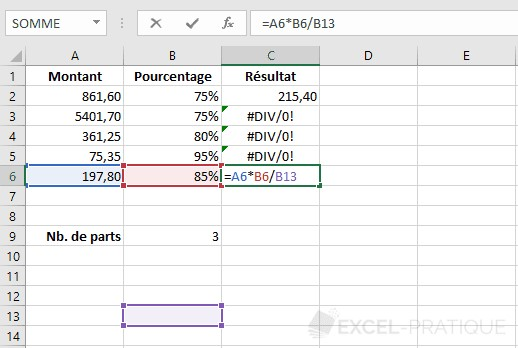 SOMME =A6*B6/B13
A B C D E F
1 Montant Pourcentage Résultat
2 861,60 75% 215,40
3 5401,70 75% #DIV/0!
4 361,25 80% #DIV/0!
5 75,35 95% #DIV/0!
6 197,80 85% =A6*B6/B13
7
8
9 Nb. de parts 3
10
11
12
13 EXCEL-PRATIQUE
14